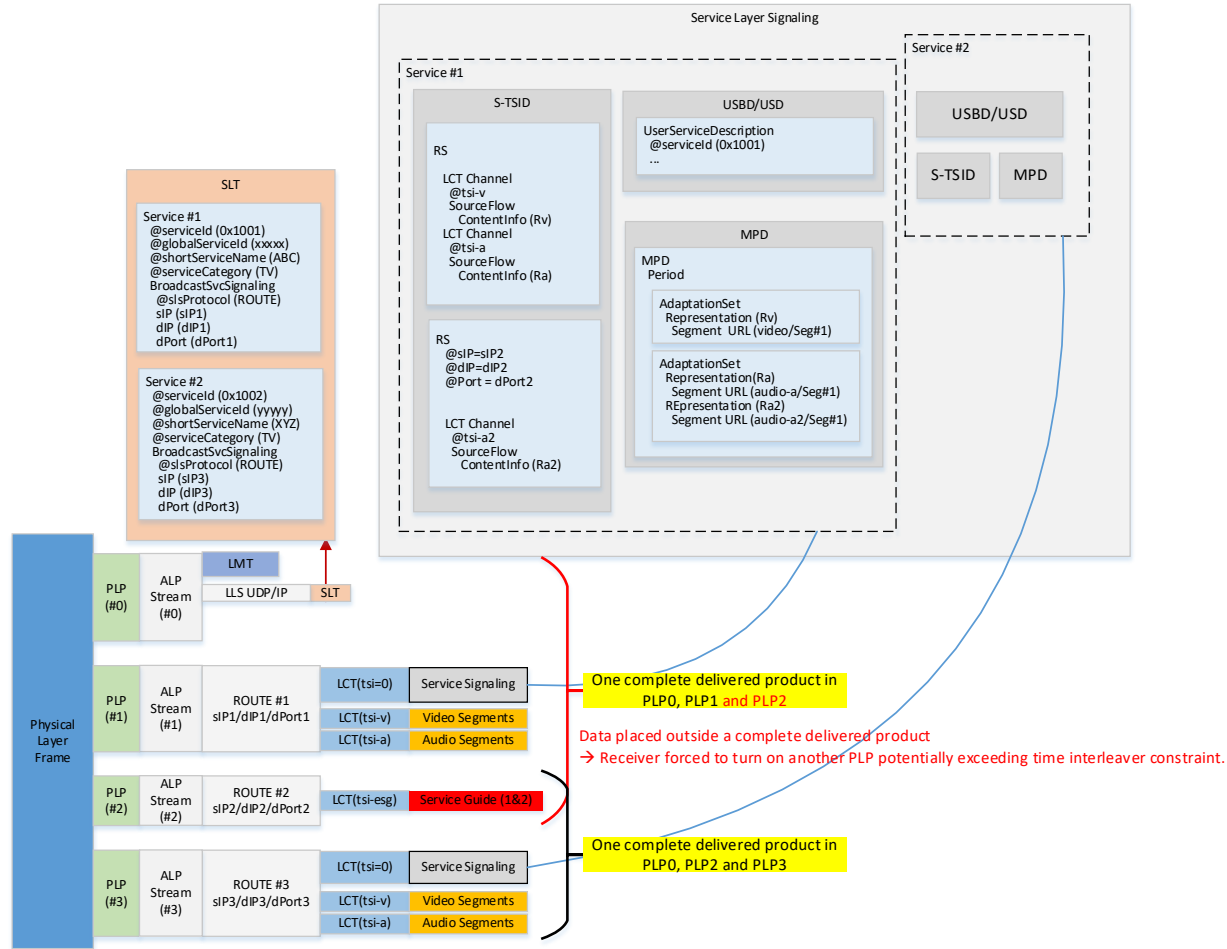 Service Layer Signaling
Service #1
S-TSID
RS
LCT Channel
@tsi-v
SourceFlow
ContentInfo (Rv)
LCT Channel
@tsi-a
SourceFlow
ContentInfo (Ra)
RS
@sIP=sIP2
@dIP=dIP2
@Port = dPort2
LCT Channel
@tsi-a2
SourceFlow
ContentInfo (Ra2)
USBD/USD
UserServiceDescription
@serviceId (0x1001)
...
MPD
MPD
Period
AdaptationSet
Representation (Rv)
Segment URL (video/Seg#1)
AdaptationSet
Representation(Ra)
Segment URL (audio-a/Seg#1)
REpresentation (Ra2)
Segment URL (audio-a2/Seg#1)
Service #2
USBD/USD
S-TSID
MPD
SLT
Service #1
@serviceId (0x1001)
@globalServiceId (xxxxx)
@shortServiceName (ABC)
@serviceCategory (TV)
BroadcastSvcSignaling
@slsProtocol (ROUTE)
sIP (sIP1)
dIP (dIP1)
dPort (dPort1)
Service #2
@serviceId (0x1002)
@globalServiceId (yyyyy)
@shortServiceName (XYZ)
@serviceCategory (TV)
BroadcastSvcSignaling
@slsProtocol (ROUTE)
sIP (sIP3)
dIP (dIP3)
dPort (dPort3)
Physical
Layer
Frame
PLP
(#0)
ALP
Stream
(#0)
LMT
LLS UDP/IP
SLT
PLP
(#1)
ALP
Stream
(#1)
ROUTE #1
sIP1/dIP1/dPort1
LCT(tsi=0)
Service Signaling
LCT(tsi-v)
Video Segments
LCT(tsi-a)
Audio Segments
One complete delivered product in
PLP0, PLP1 and PLP2
Data placed outside a complete delivered product
→ Receiver forced to turn on another PLP potentially exceeding time interleaver constraint.
PLP
(#2)
ALP
Stream
(#2)
ROUTE #2
sIP2/dIP2/dPort2
LCT(tsi-esg)
Service Guide (1&2)
PLP
(#3)
ALP
Stream
(#3)
ROUTE #3
sIP3/dIP3/dPort3
LCT(tsi=0)
Service Signaling
LCT(tsi-v)
Video Segments
LCT(tsi-a)
Audio Segments
One complete delivered product in
PLP0, PLP2 and PLP3